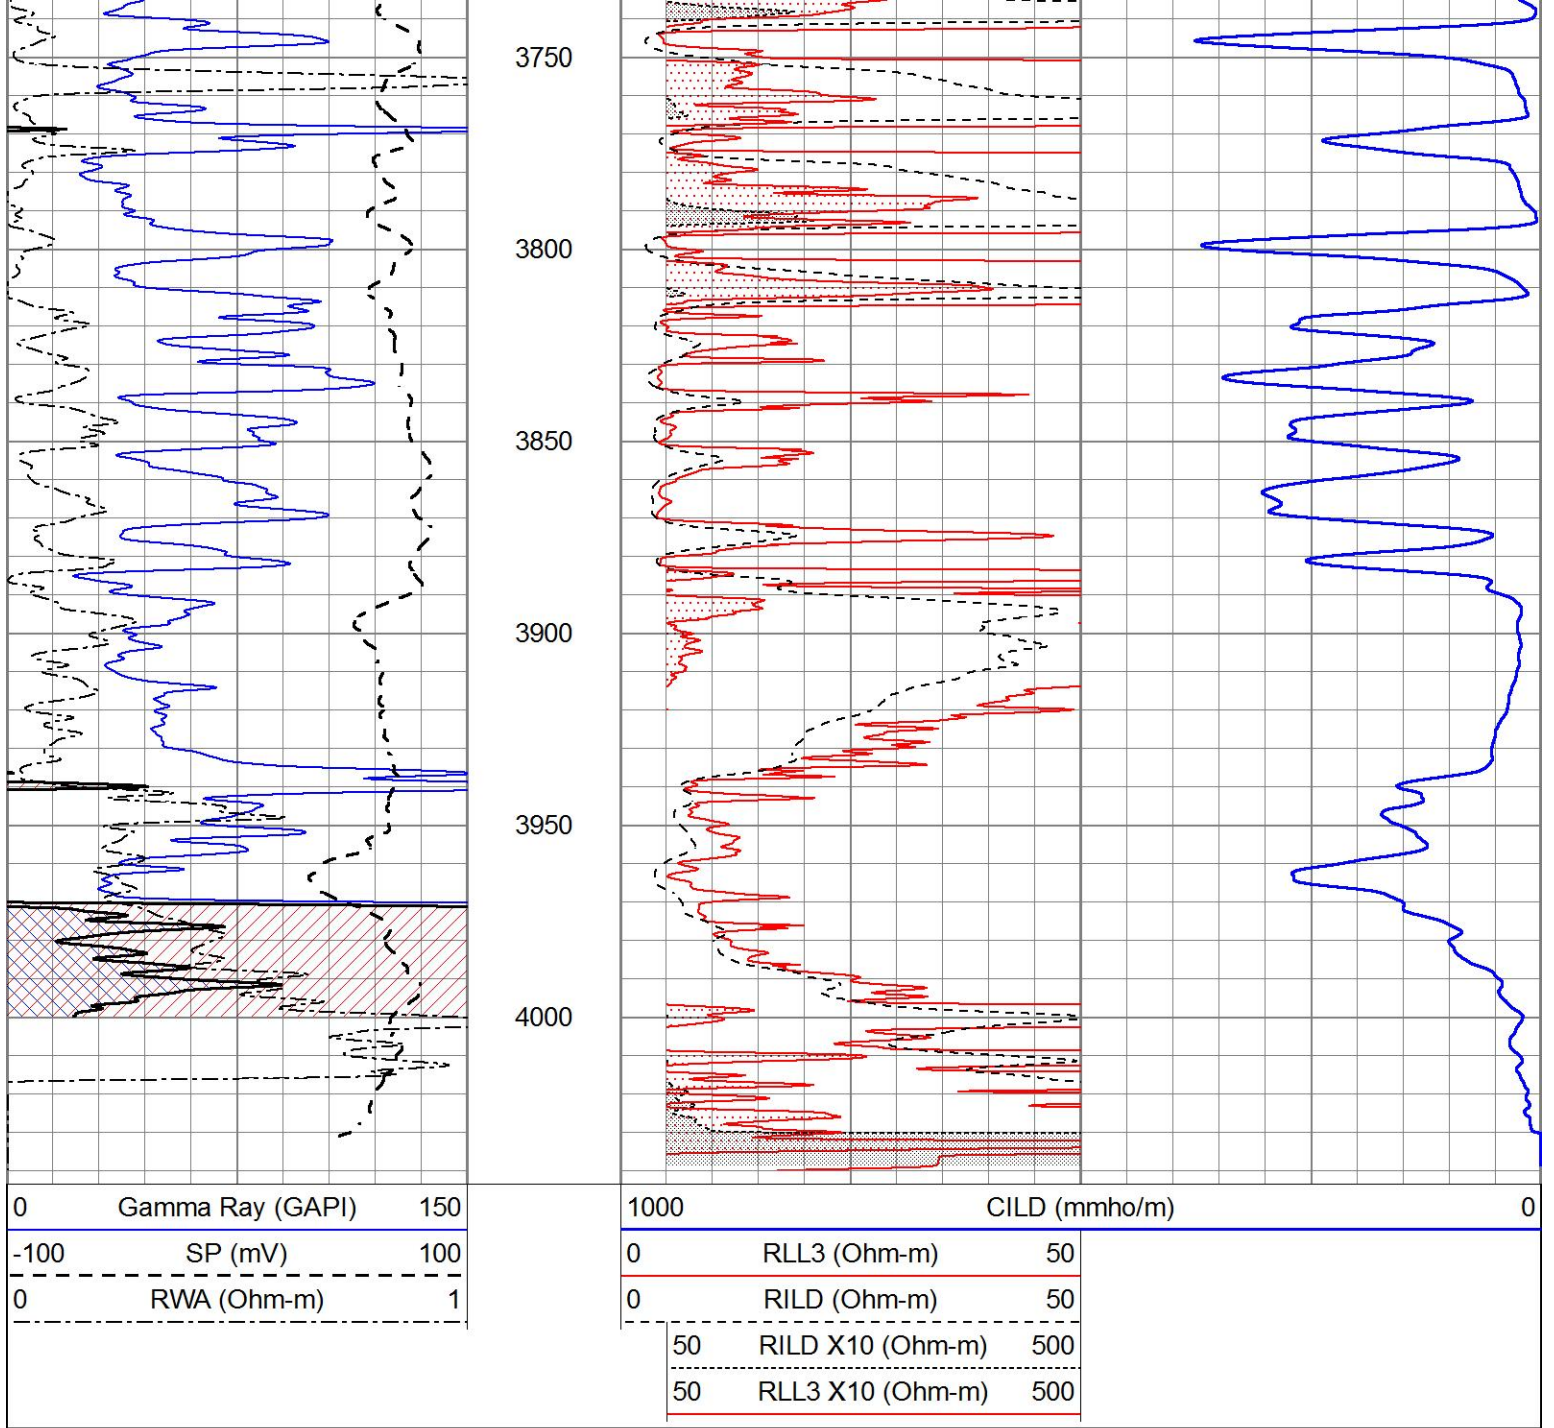 3750
3800
3850
3900
3950
4000
0 Gamma Ray (GAPI) 150
-100 SP (mV) 100
0 RWA (Ohm-m) 1
1000 CILD (mmho/m) 0
0 RLL3 (Ohm-m) 50
0 RILD (Ohm-m) 50
50 RILD X10 (Ohm-m) 500
50 RLL3 X10 (Ohm-m) 500